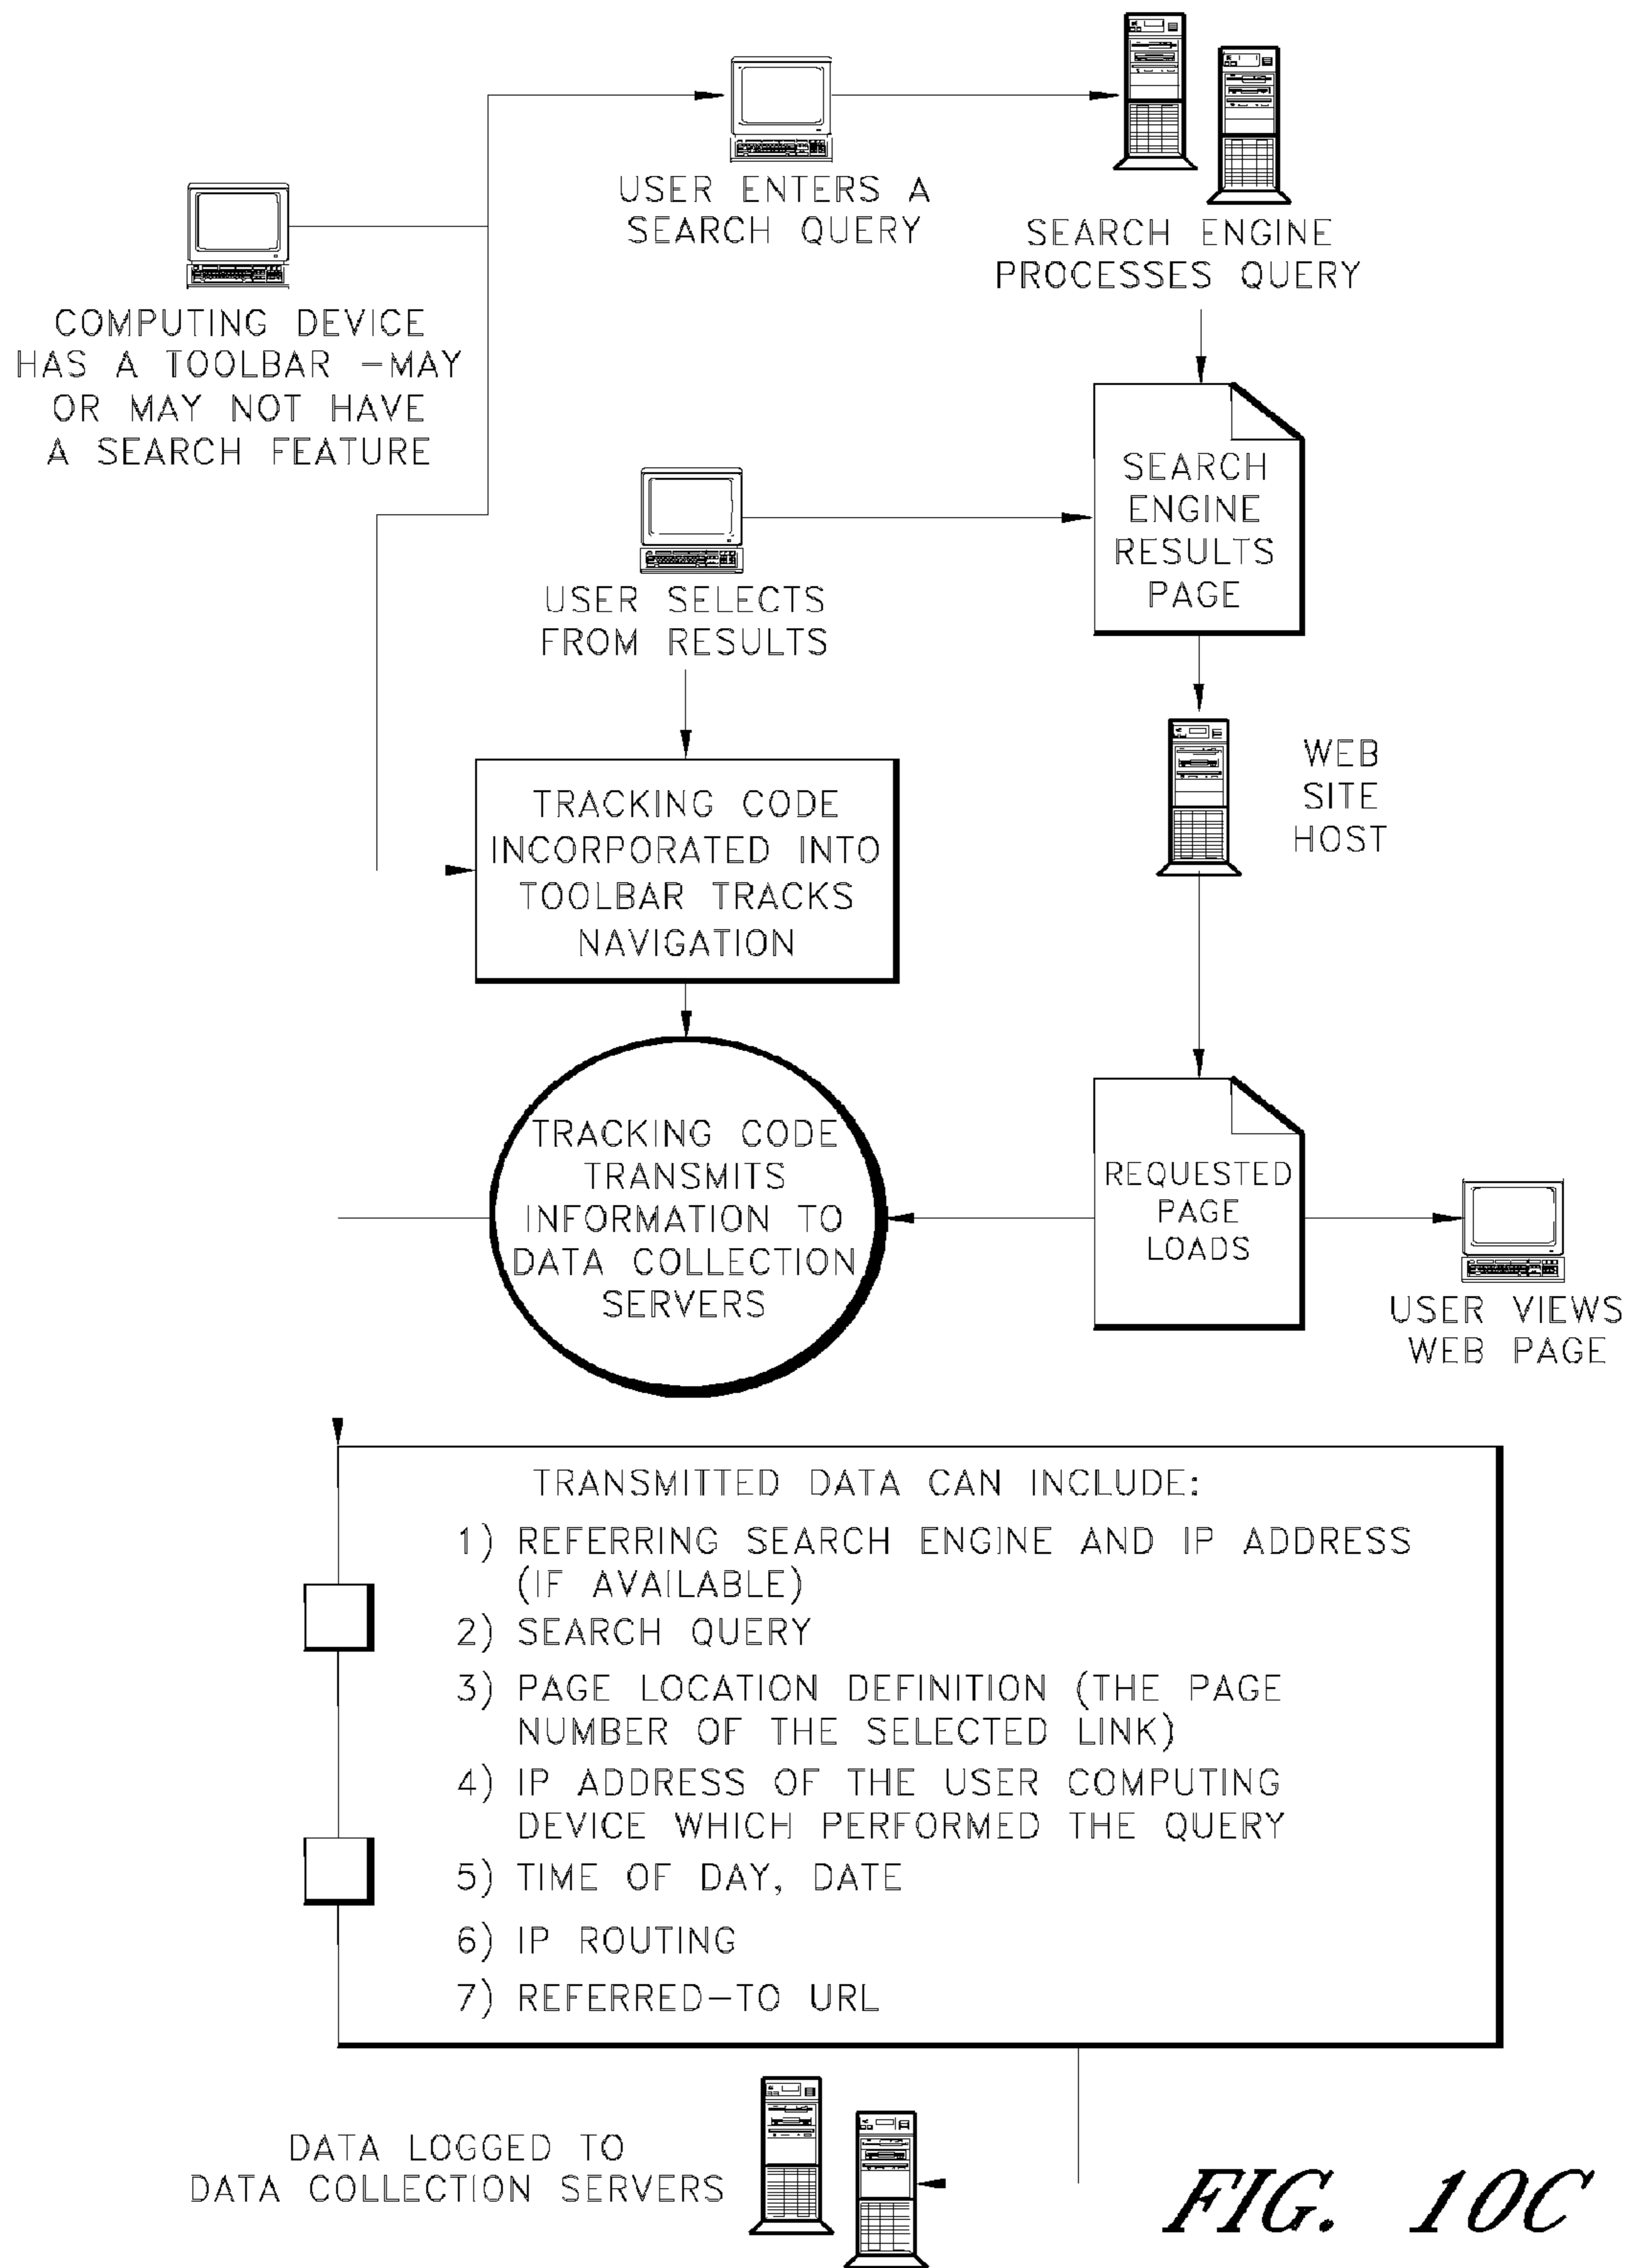 USER ENTERS A
SEARCH QUERY
SEARCH ENGINE
PROCESSES QUERY
COMPUTING DEVICE
HAS A TOOLBAR –MAY
OR MAY NOT HAVE
A SEARCH FEATURE
SEARCH
ENGINE
RESULTS
PAGE
USER SELECTS
FROM RESULTS
WEB
SITE
HOST
TRACKING CODE
INCORPORATED INTO
TOOLBAR TRACKS
NAVIGATION
TRACKING CODE
TRANSMITS
INFORMATION TO
DATA COLLECTION
SERVERS
REQUESTED
PAGE
LOADS
USER VIEWS
WEB PAGE
TRANSMITTED DATA CAN INCLUDE:
1) REFERRING SEARCH ENGINE AND IP ADDRESS
(IF AVAILABLE)
2) SEARCH QUERY
3) PAGE LOCATION DEFINITION (THE PAGE
NUMBER OF THE SELECTED LINK)
4) IP ADDRESS OF THE USER COMPUTING
DEVICE WHICH PERFORMED THE QUERY
5) TIME OF DAY, DATE
6) IP ROUTING
7) REFERRED–TO URL
DATA LOGGED TO
DATA COLLECTION SERVERS
FIG. 10C